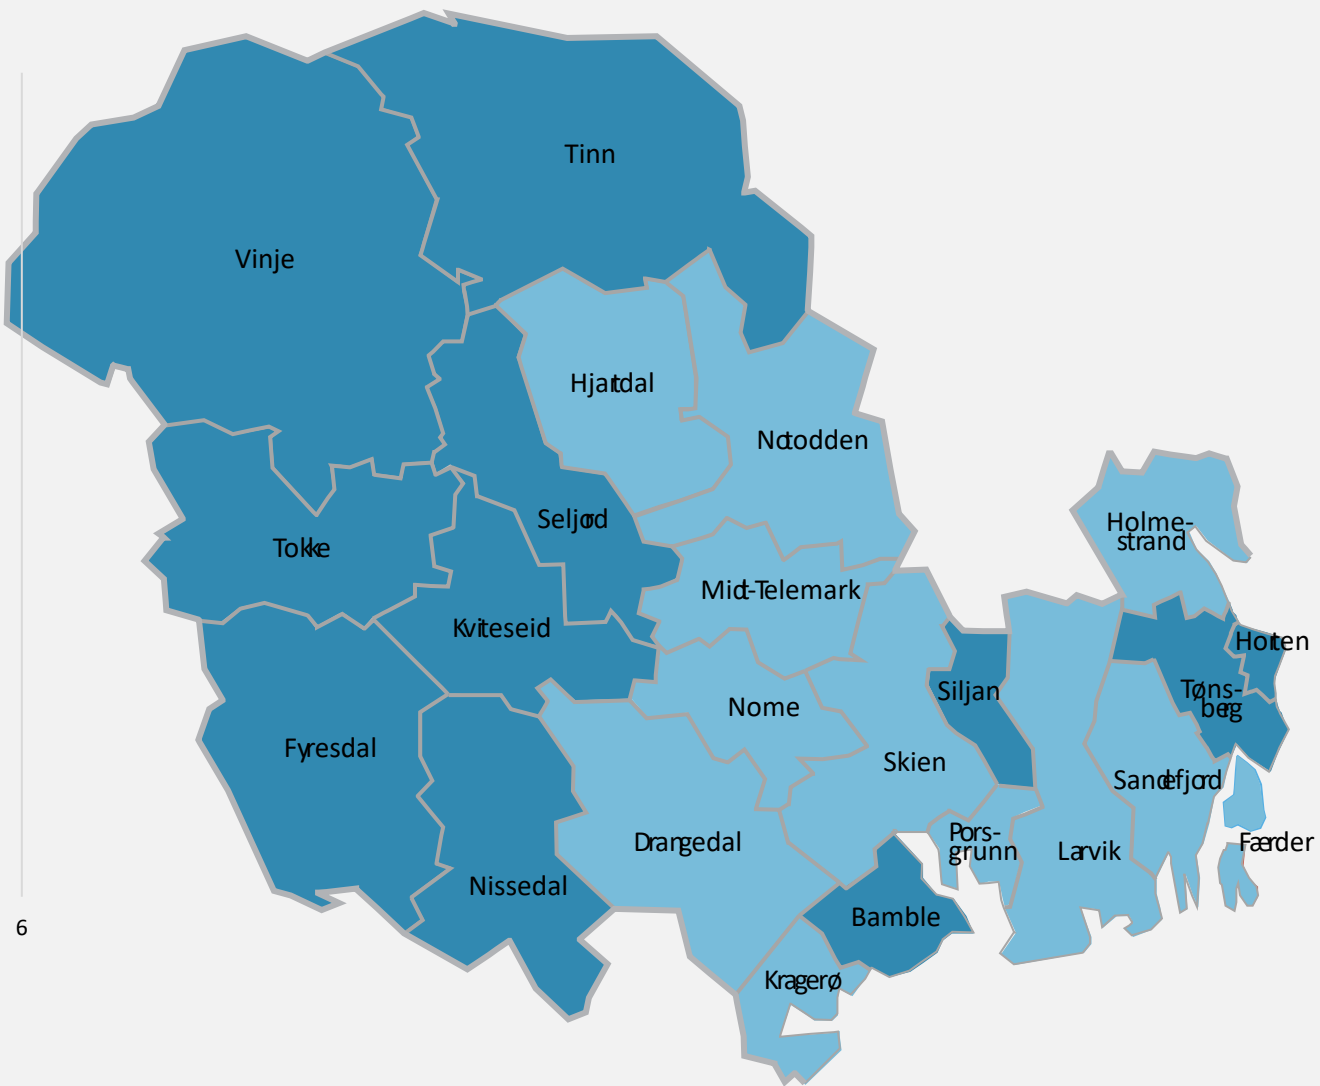 Tinn
Vinje
Hjartdal
Notodden
Seljord
Holme-
strand
Tokke
Midt-Telemark
Kviteseid
Horten
Siljan
Tøns-
berg
Nome
Fyresdal
Skien
Sandefjord
Drangedal
Pors-
grunn
Larvik
Færder
Nissedal
Bamble
6
Kragerø